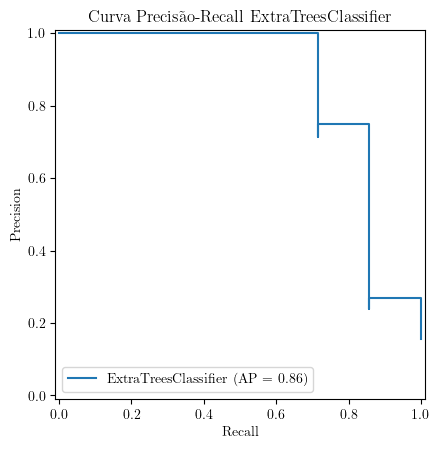 Curva Precisão-Recall ExtraTreesClassifier
1.0
0.8
0.6
0.4
0.2
0.0
Precision
ExtraTreesClassifier (AP = 0.86)
0.0 0.2 0.4 0.6 0.8 1.0
Recall